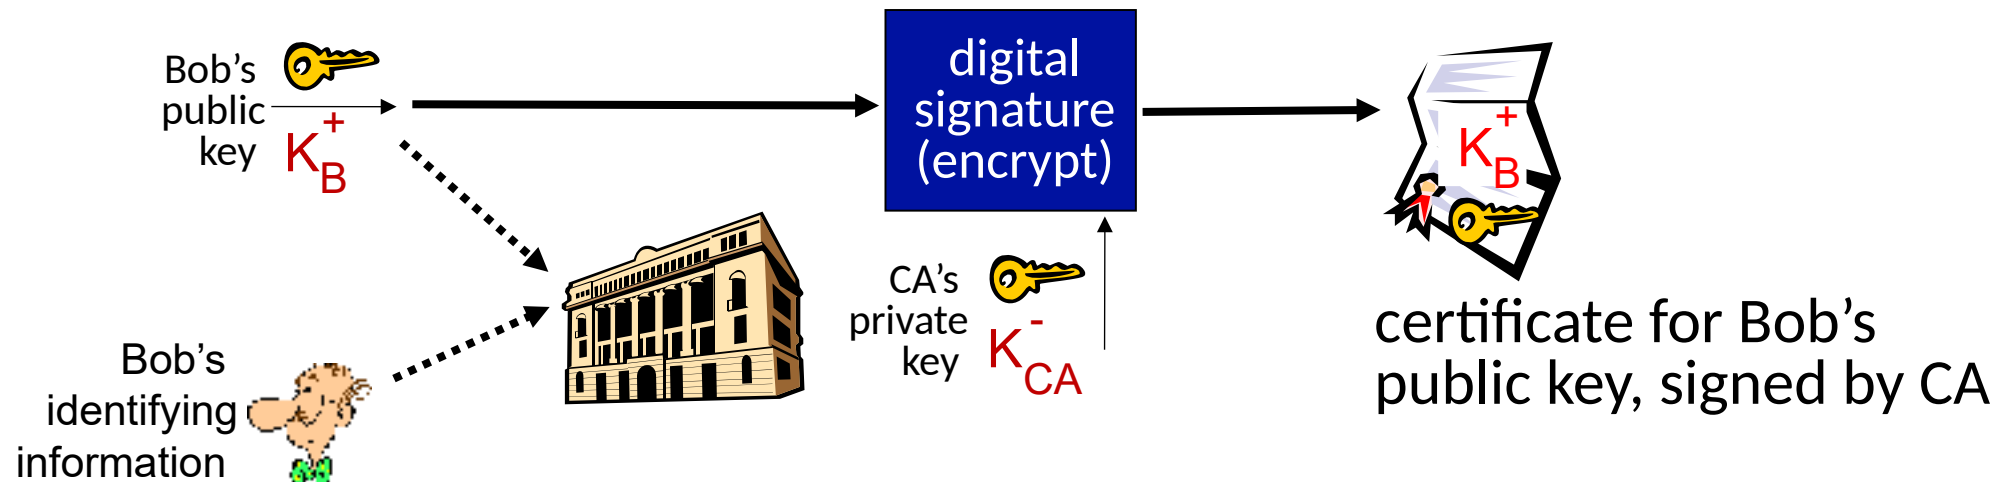 Bob’s
public
key
K
B
+
digital
signature
(encrypt)
K
B
+
CA’s
private
key
K
CA
-
certificate for Bob’s
public key, signed by CA
Bob’s
identifying
information